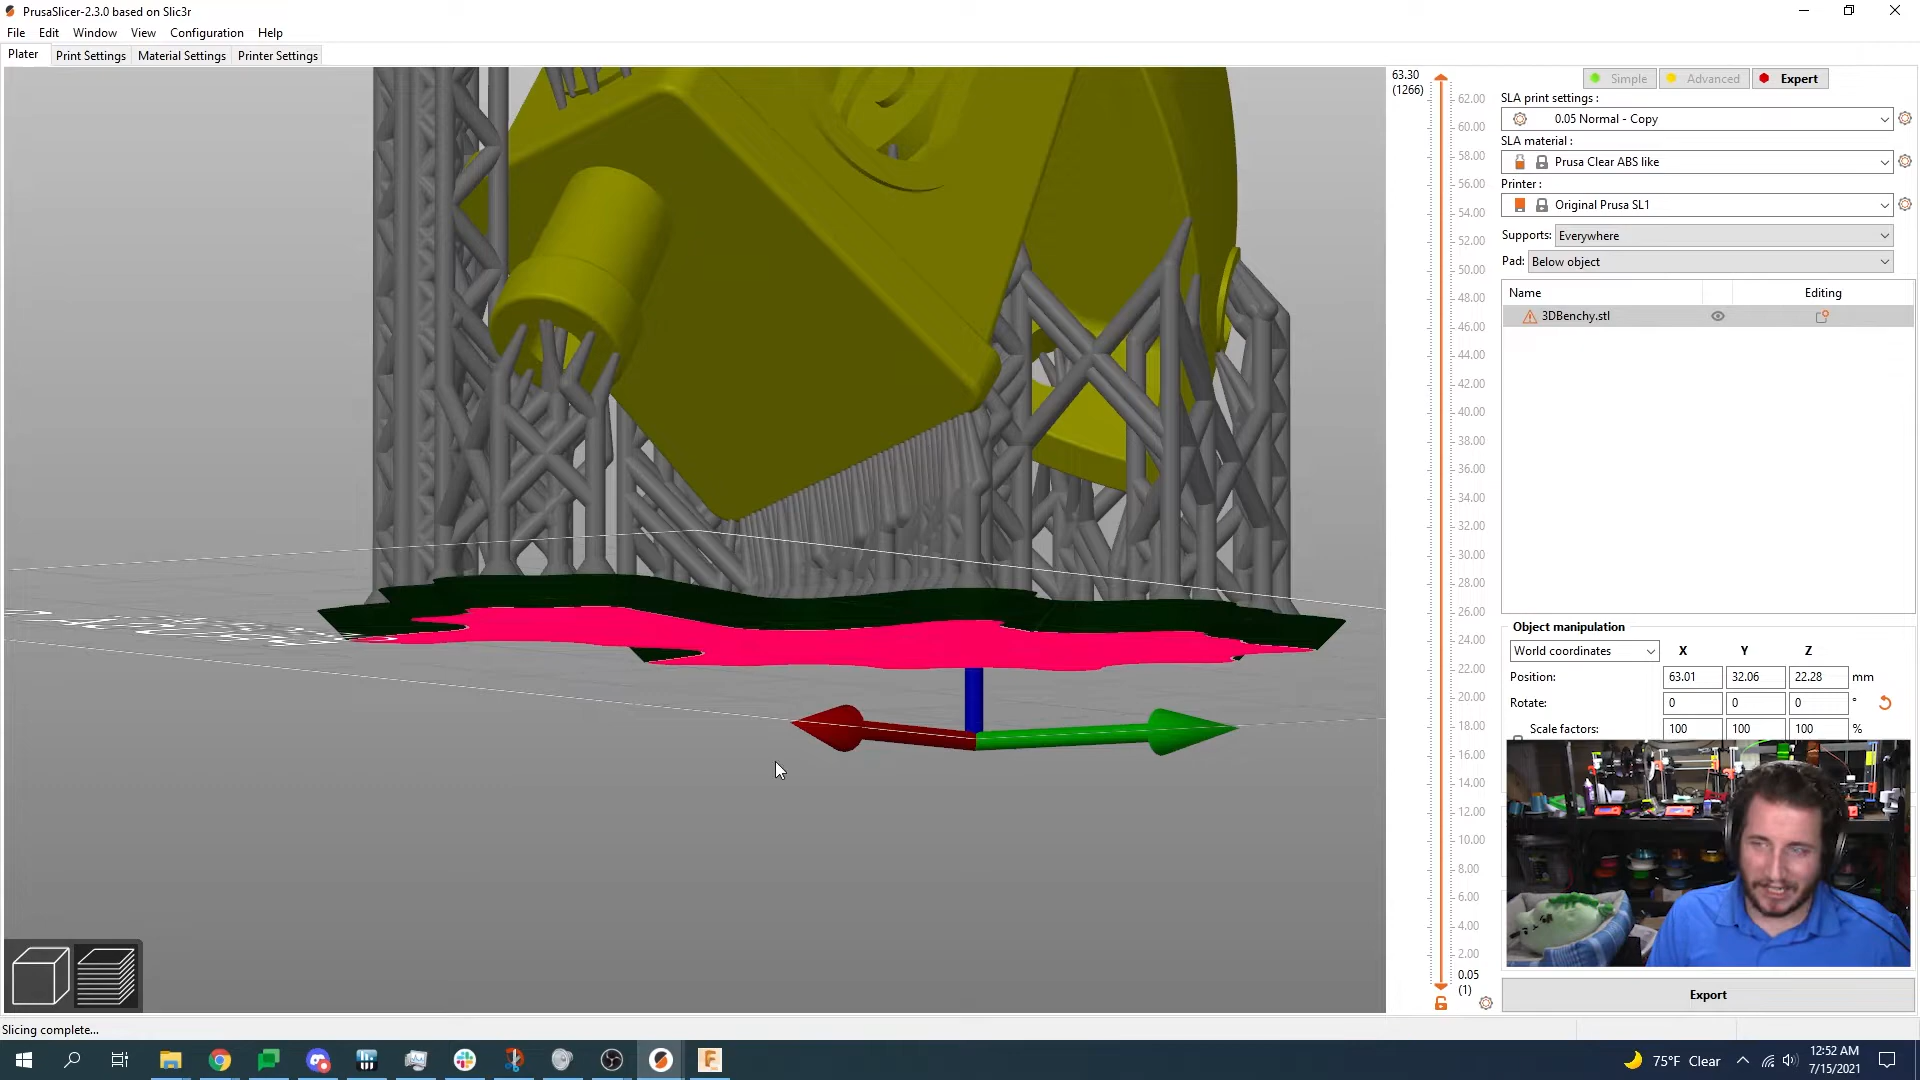 PrusaSlicer-2.3.0 based on Slic3r
File Edit Window View Configuration Help
Plater Print Settings Material Settings Printer Settings
63.30
(1266)
62.00
60.00
58.00
56.00
54.00
52.00
50.00
48.00
46.00
44.00
42.00
40.00
38.00
36.00
34.00
32.00
30.00
28.00
26.00
24.00
22.00
20.00
18.00
16.00
14.00
12.00
10.00
8.00
6.00
4.00
2.00
0.05
(1)
Simple Advanced Expert
SLA print settings :
0.05 Normal - Copy
SLA material :
Prusa Clear ABS like
Printer :
Original Prusa SL1
Supports: Everywhere
Pad: Below object
Name Editing
3DBenchy.stl
Object manipulation
World coordinates X Y Z
Position: 63.01 32.06 22.28 mm
Rotate: 0 0 0 °
Scale factors: 100 100 100 %
Export
Slicing complete...
75°F Clear
12:52 AM
7/15/2021